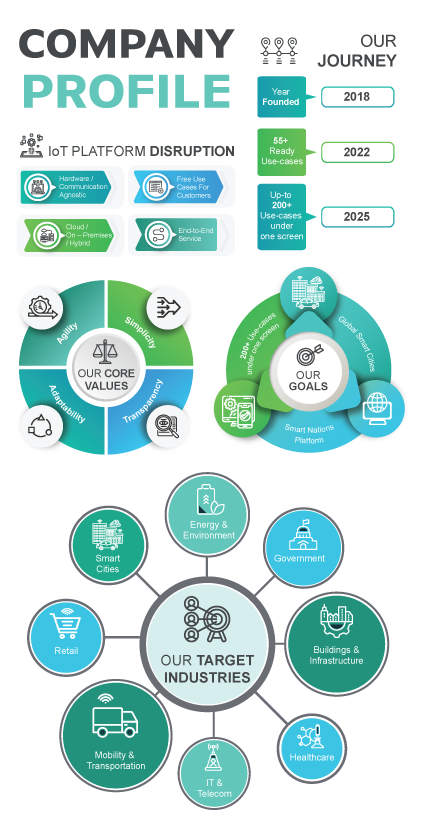 COMPANY
PROFILE
OUR
JOURNEY
Year
Founded
2018
55+
Ready
Use-cases
2022
Up-to
200+
Use-cases
under
one screen
2025
IoT PLATFORM DISRUPTION
Hardware /
Communication
Agnostic
Free Use
Cases For
Customers
Cloud /
On – Premises
/ Hybrid
End-to-End
Service
Agility
Simplicity
OUR CORE
VALUES
Adaptability
Transparency
200+ Use-cases
under one screen
Global Smart Cities
OUR
GOALS
Smart Nations
Platform
Energy &
Environment
Smart
Cities
Government
Retail
OUR TARGET
INDUSTRIES
Buildings &
Infrastructure
Mobility &
Transportation
IT &
Telecom
Healthcare